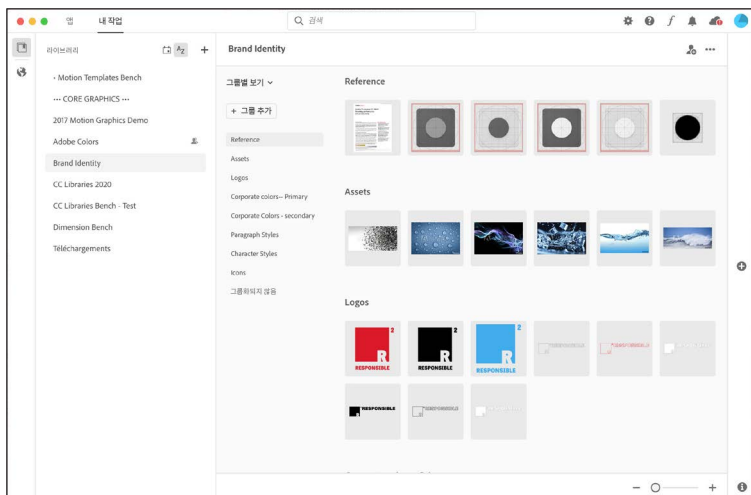 앱
내 작업
검색
라이브러리
Brand Identity
- Motion Templates Bench
--- CORE GRAPHICS ---
2017 Motion Graphics Demo
Adobe Colors
Brand Identity
CC Libraries 2020
CC Libraries Bench - Test
Dimension Bench
Téléchargements
그룹별 보기
+ 그룹 추가
Reference
Assets
Logos
Corporate colors-- Primary
Corporate Colors - secondary
Paragraph Styles
Character Styles
Icons
그룹화되지 않음
Reference
Assets
Logos
2
R
RESPONSIBLE
2
R
RESPONSIBLE
2
R
RESPONSIBLE
RESPONSIBLE